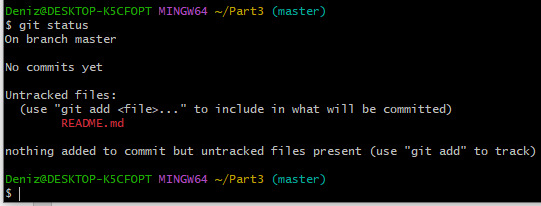 Deniz@DESKTOP-K5CFOPT MINGW64 ~/Part3 (master)
$ git status
On branch master
No commits yet
Untracked files:
(use "git add <file>..." to include in what will be committed)
README.md
nothing added to commit but untracked files present (use "git add" to track)
Deniz@DESKTOP-K5CFOPT MINGW64 ~/Part3 (master)
$